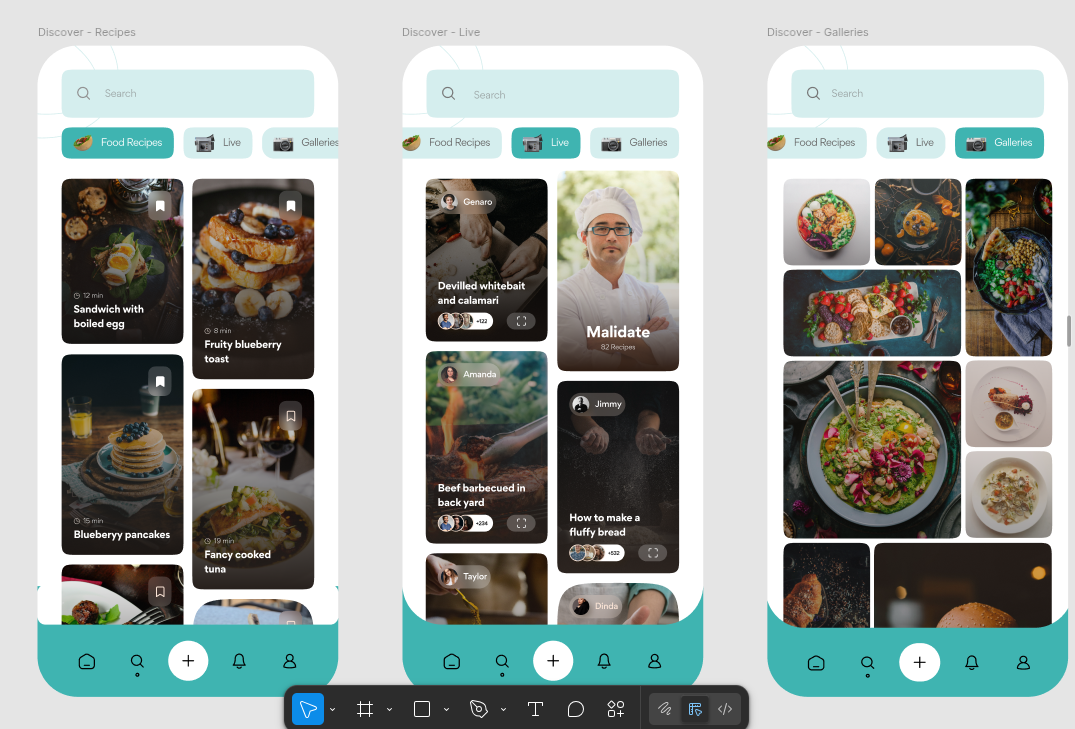 Discover - Recipes
Search
Food Recipes
Live
Galleries
12 min
Sandwich with
boiled egg
8 min
Fruity blueberry
toast
15 min
Blueberyy pancakes
19 min
Fancy cooked
tuna
Discover - Live
Search
Food Recipes
Live
Galleries
Genaro
Devilled whitebait
and calamari
+122
Malidate
82 Recipes
Amanda
Beef barbecued in
back yard
+234
Jimmy
How to make a
fluffy bread
+532
Taylor
Dinda
Discover - Galleries
Search
Food Recipes
Live
Galleries